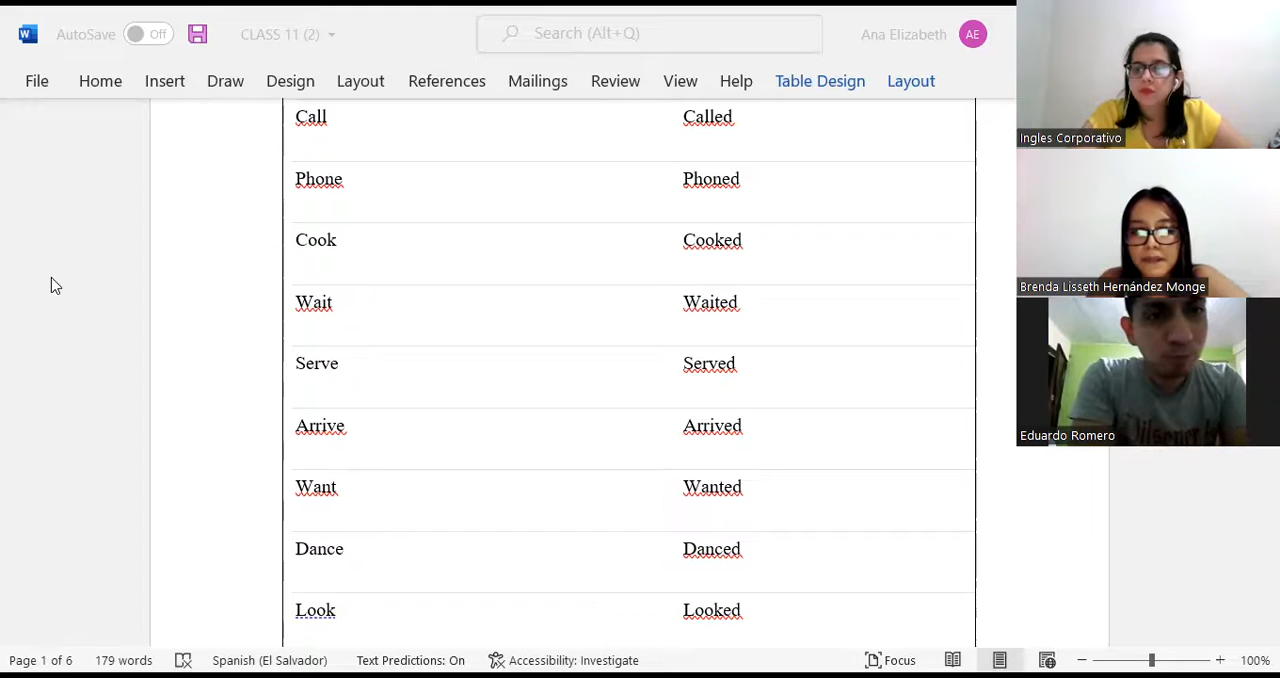 AutoSave Off CLASS 11 (2) Search (Alt+Q) Ana Elizabeth AE
File Home Insert Draw Design Layout References Mailings Review View Help Table Design Layout
Call Called
Phone Phoned
Cook Cooked
Wait Waited
Serve Served
Arrive Arrived
Want Wanted
Dance Danced
Look Looked
Ingles Corporativo
Brenda Lisseth Hernández Monge
Eduardo Romero
Page 1 of 6 179 words Spanish (El Salvador) Text Predictions: On Accessibility: Investigate Focus 100%